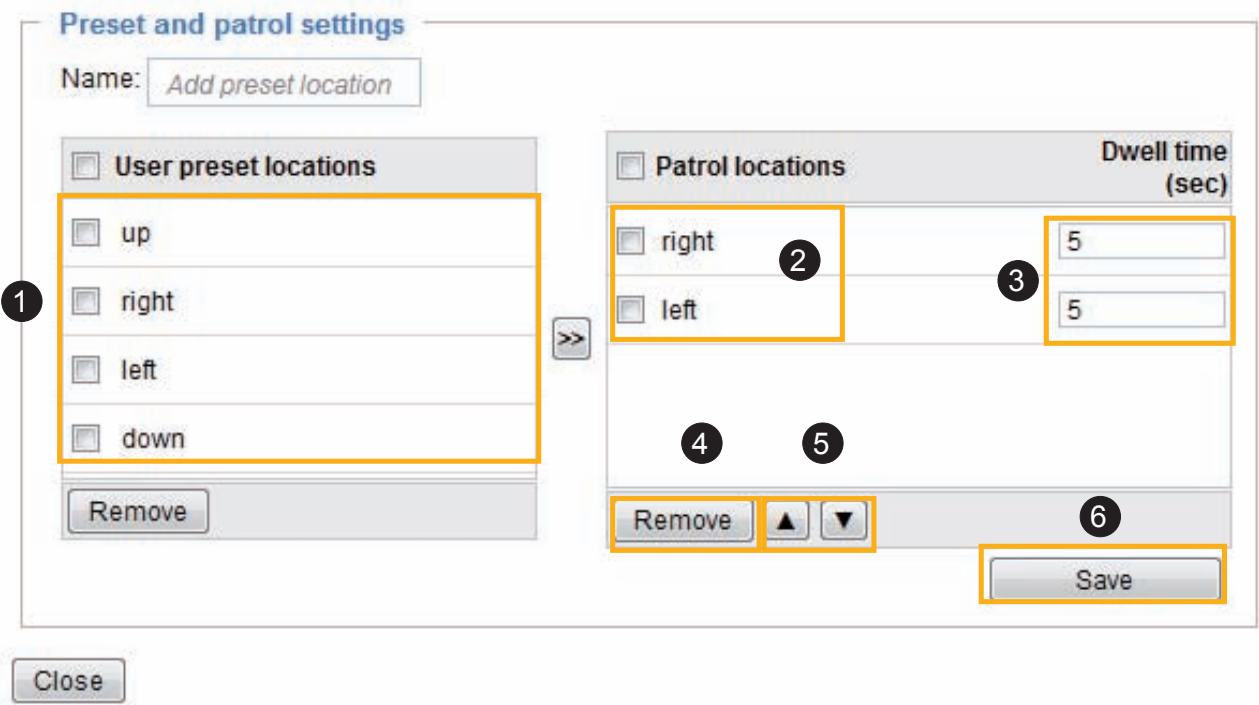 Preset and patrol settings
Name: Add preset location
User preset locations
up
right
left
down
Remove
>>
Patrol locations
Dwell time
(sec)
right
5
left
5
Remove ▲ ▼
Save
Close
1
2
3
4
5
6